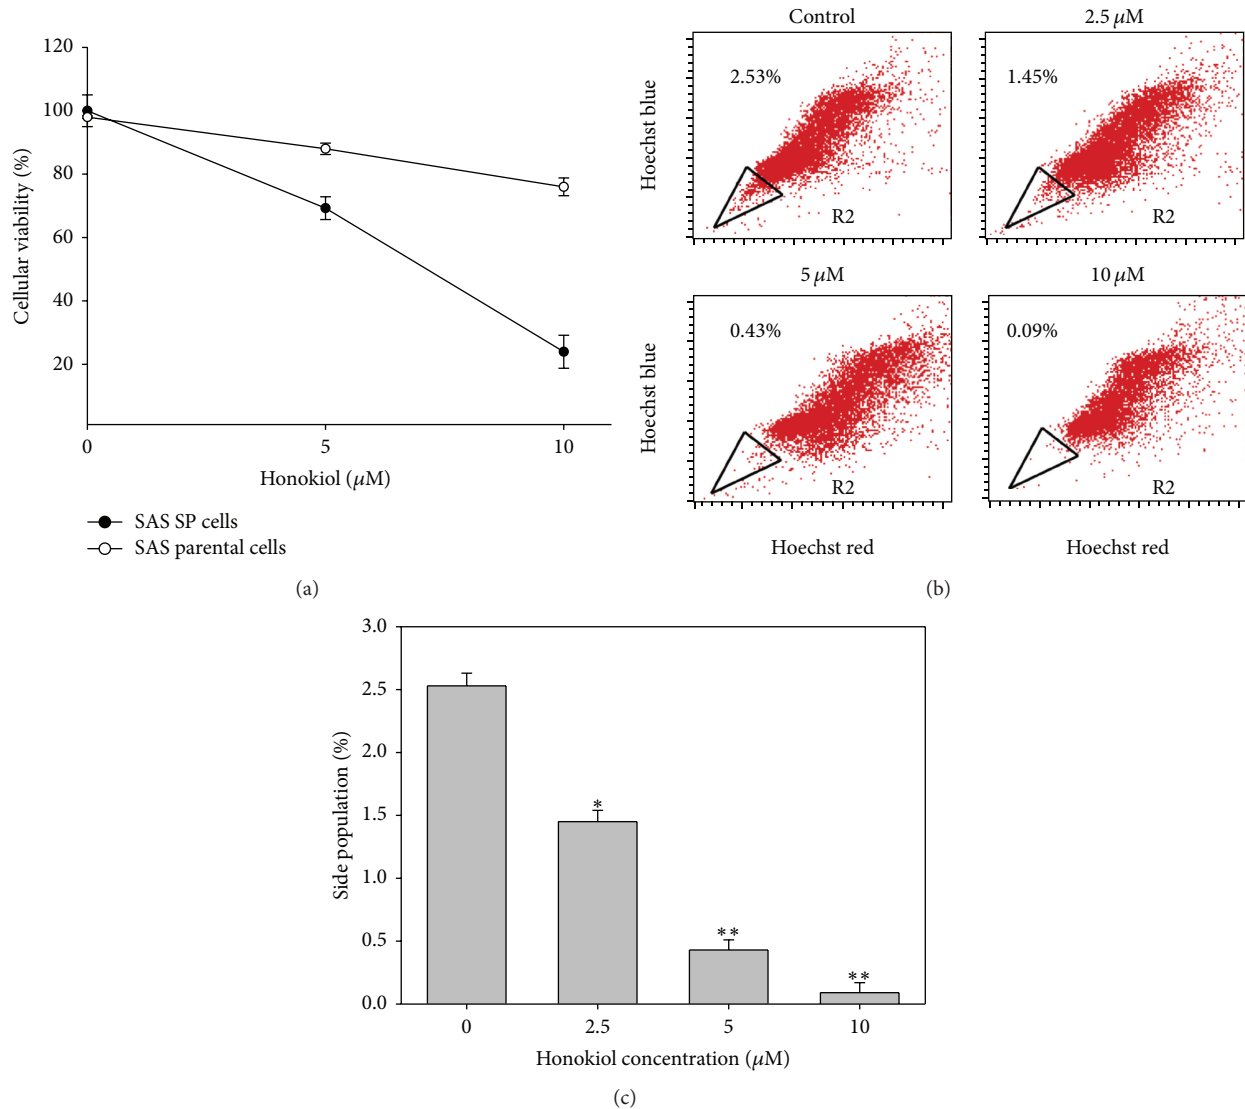 120
100
80
60
40
20
Cellular viability (%)
0
5
10
Honokiol (μM)
SAS SP cells
SAS parental cells
(a)
Control
2.5 μM
2.53%
1.45%
Hoechst blue
R2
R2
5 μM
10 μM
0.43%
0.09%
Hoechst blue
R2
R2
Hoechst red
Hoechst red
(b)
3.0
2.5
2.0
1.5
1.0
0.5
0.0
Side population (%)
*
**
**
0
2.5
5
10
Honokiol concentration (μM)
(c)